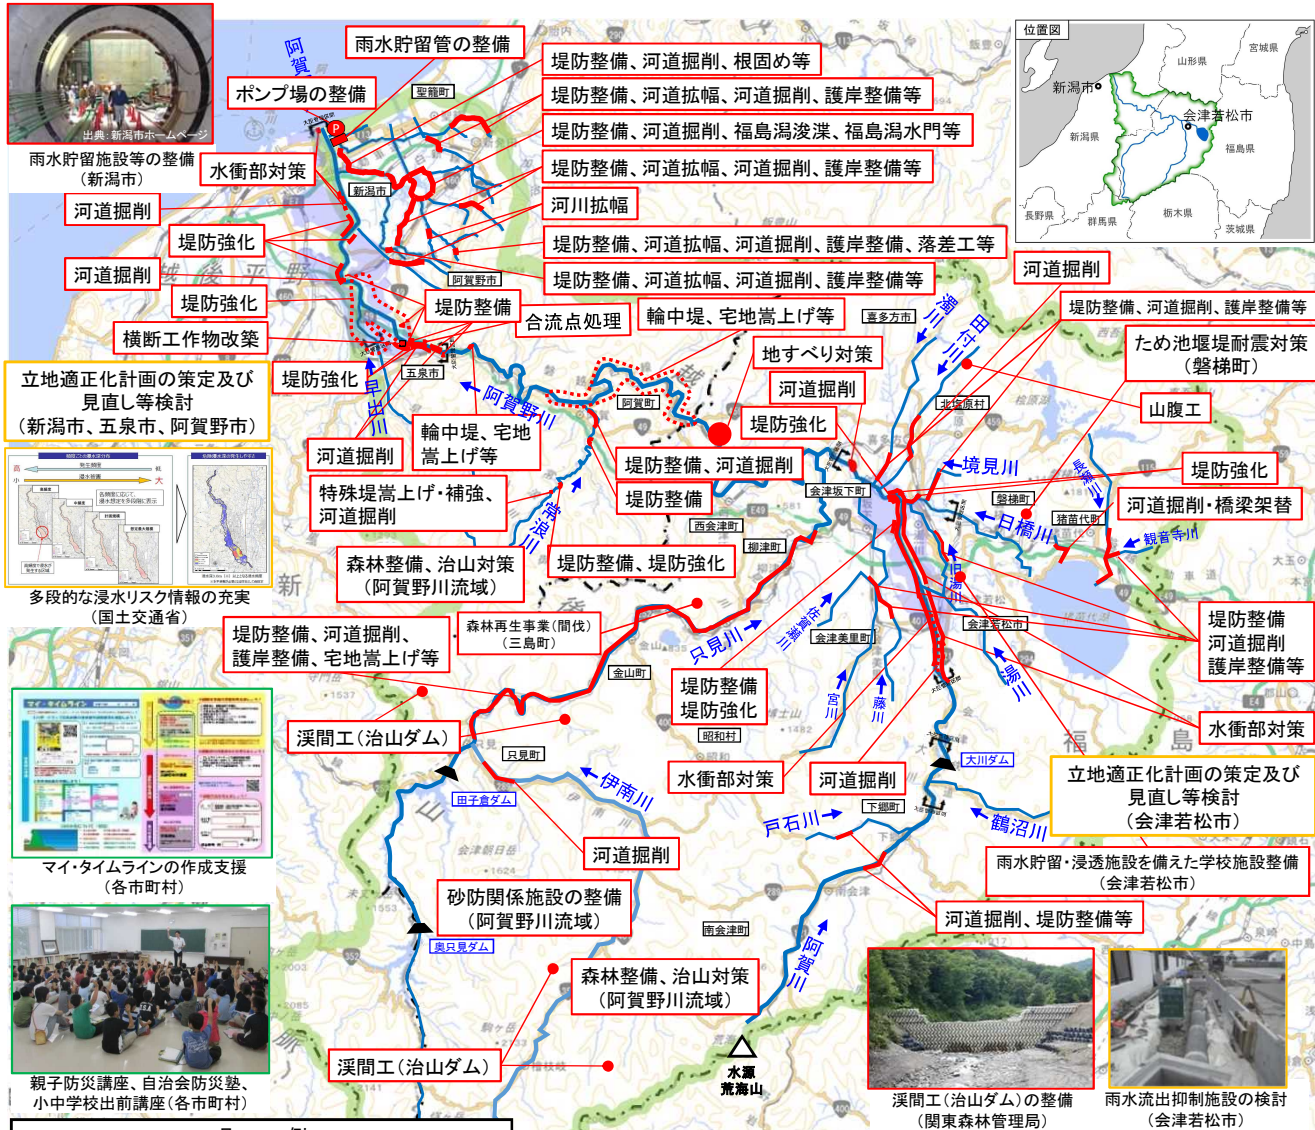 出典：新潟市ホームページ
雨水貯留施設等の整備
（新潟市）
雨水貯留管の整備
ポンプ場の整備
聖籠町
堤防整備、河道掘削、根固め等
堤防整備、河道拡幅、河道掘削、護岸整備等
堤防整備、河道掘削、福島潟浚渫、福島潟水門等
堤防整備、河道拡幅、河道掘削、護岸整備等
河川拡幅
堤防整備、河道拡幅、河道掘削、護岸整備、落差工等
堤防整備、河道拡幅、河道掘削、護岸整備等
位置図
山形県
宮城県
新潟市
会津若松市
新潟県
福島県
長野県
群馬県
栃木県
茨城県
水衝部対策
新潟市
河道掘削
堤防強化
河道掘削
堤防強化
横断工作物改築
阿賀野市
堤防整備
合流点処理
輪中堤、宅地嵩上げ等
五泉市
堤防強化
早出川
阿賀野川
阿賀町
立地適正化計画の策定及び
見直し等検討
（新潟市、五泉市、阿賀野市）
河道掘削
輪中堤、宅地
嵩上げ等
特殊堤嵩上げ・補強、
河道掘削
常浪川
堤防整備、河道掘削
堤防整備
地すべり対策
河道掘削
堤防強化
濁川
田付川
喜多方市
北塩原村
河道掘削
堤防整備、河道掘削、護岸整備等
ため池堰堤耐震対策
（磐梯町）
山腹工
堤防強化
境見川
磐梯町
日橋川
長瀬川
猪苗代町
河道掘削・橋梁架替
観音寺川
会津坂下町
西会津町
柳津町
森林整備、治山対策
（阿賀野川流域）
堤防整備、堤防強化
多段的な浸水リスク情報の充実
（国土交通省）
堤防整備、河道掘削、
護岸整備、宅地嵩上げ等
森林再生事業（間伐）
（三島町）
只見川
佐賀瀬川
会津美里町
旧湯川
会津若松市
湯川
堤防整備
河道掘削
護岸整備等
金山町
堤防整備
堤防強化
宮川
藤川
昭和村
水衝部対策
渓間工（治山ダム）
只見町
水衝部対策
河道掘削
大川ダム
立地適正化計画の策定及び
見直し等検討
（会津若松市）
田子倉ダム
伊南川
下郷町
戸石川
鶴沼川
マイ・タイムライン
マイ・タイムラインの作成支援
（各市町村）
河道掘削
雨水貯留・浸透施設を備えた学校施設整備
（会津若松市）
砂防関係施設の整備
（阿賀野川流域）
河道掘削、堤防整備等
奥只見ダム
南会津町
阿賀川
森林整備、治山対策
（阿賀野川流域）
渓間工（治山ダム）
水源
荒海山
親子防災講座、自治会防災塾、
小中学校出前講座（各市町村）
渓間工（治山ダム）の整備
（関東森林管理局）
雨水流出抑制施設の検討
（会津若松市）